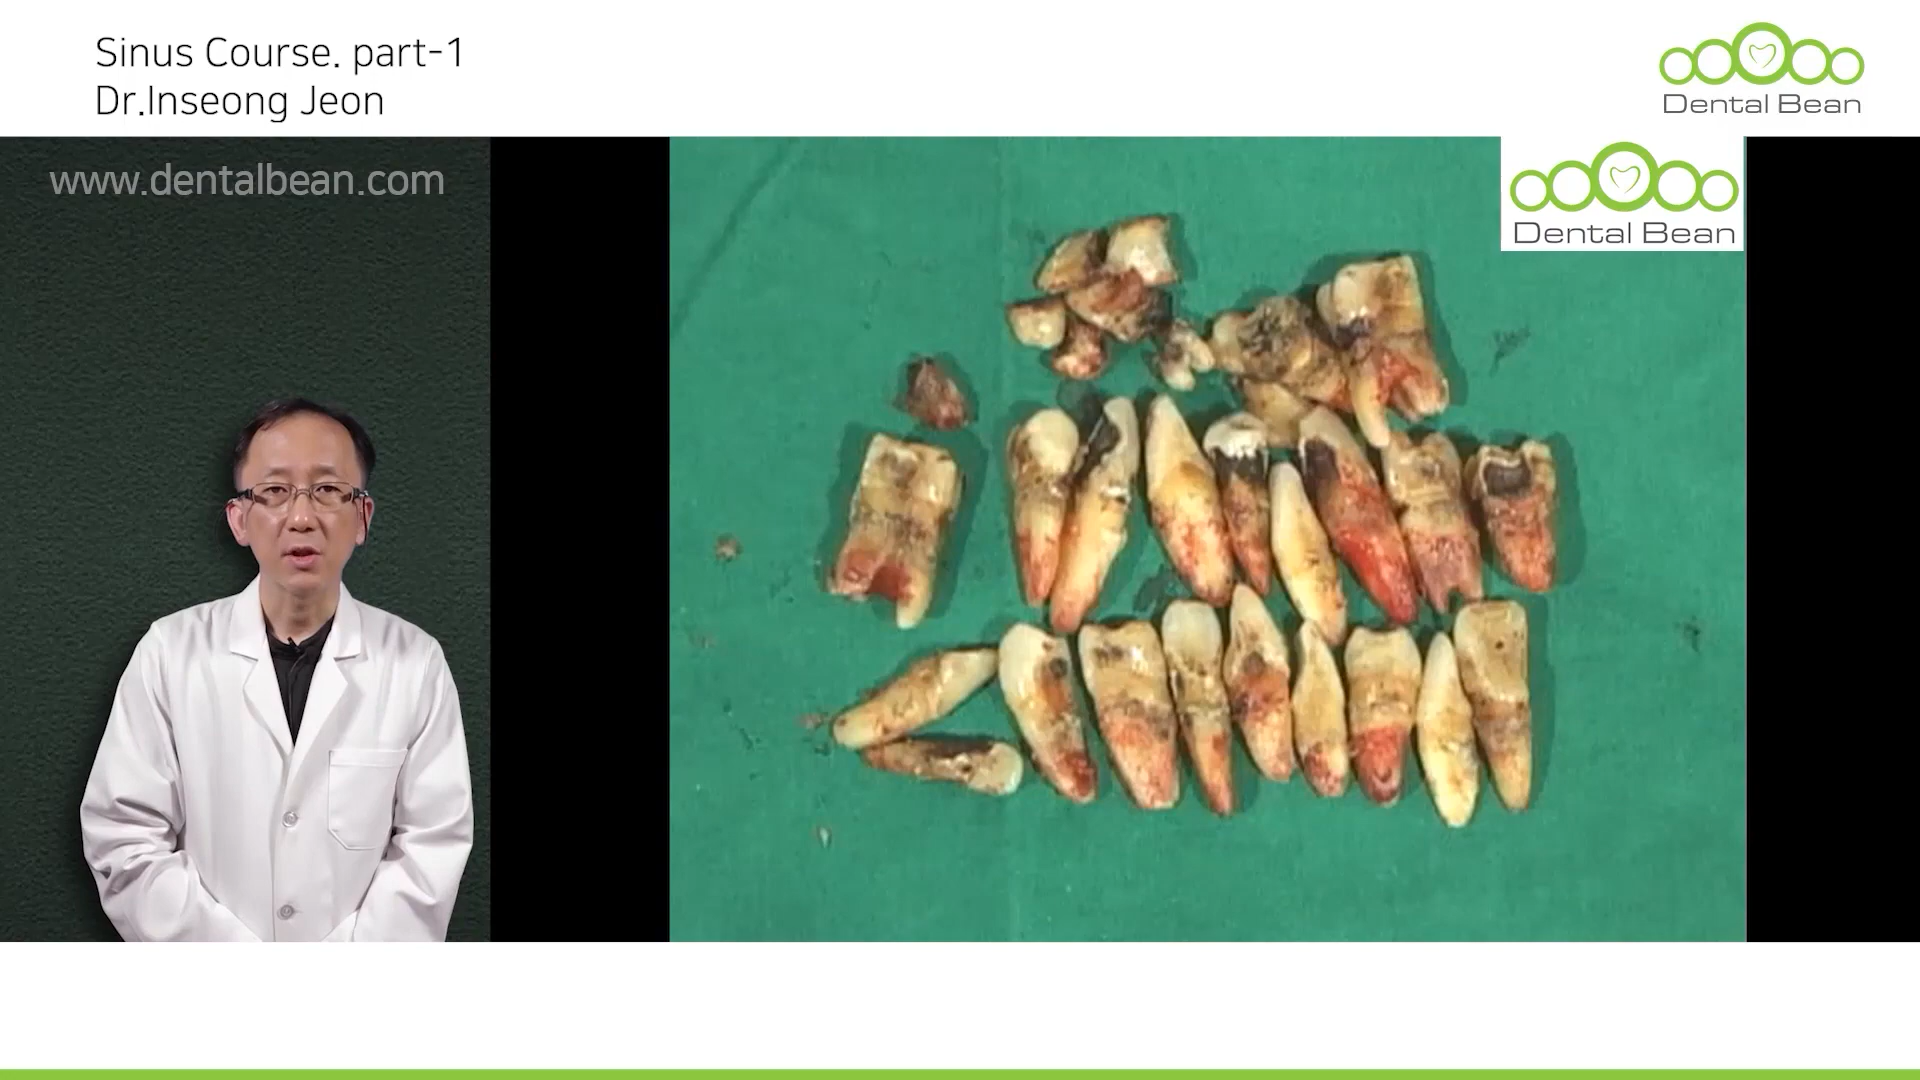 Sinus Course. part-1
Dr.Inseong Jeon
Dental Bean
www.dentalbean.com
Dental Bean